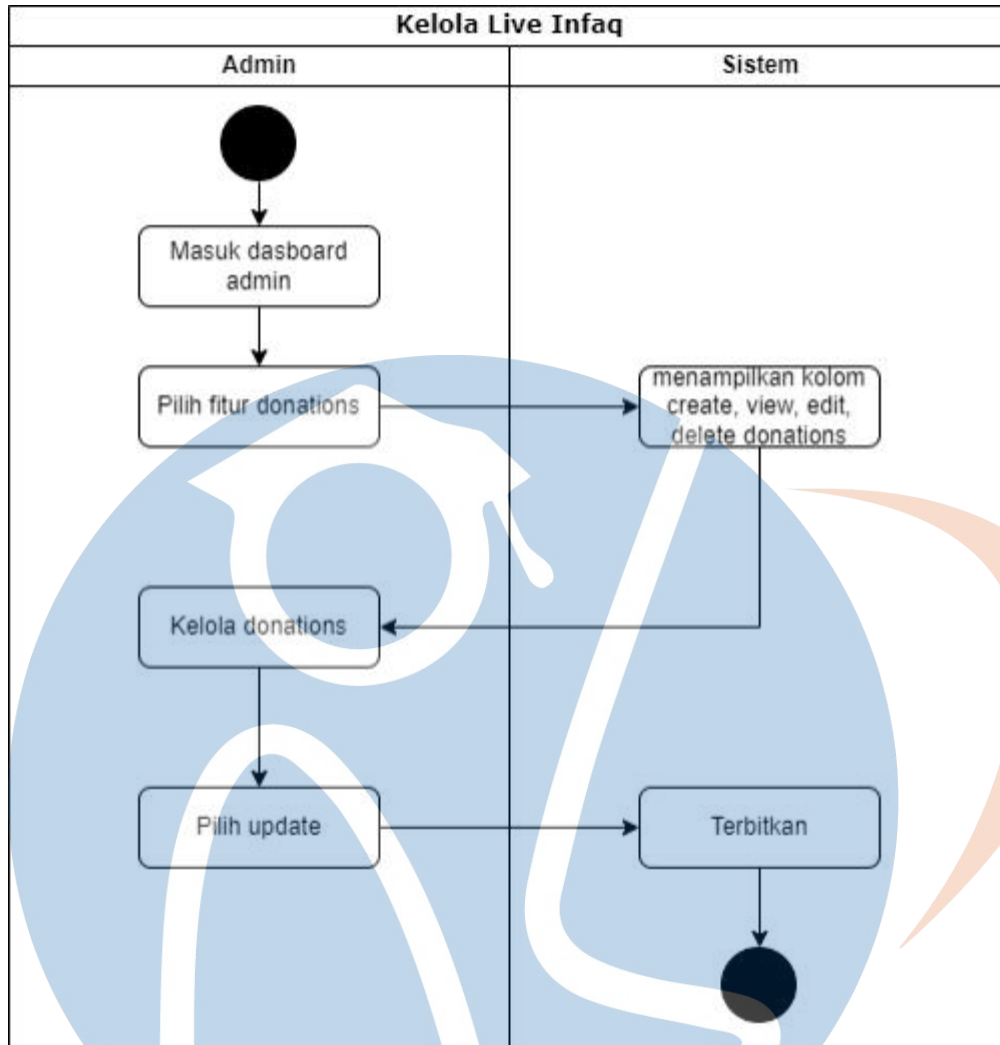 Kelola Live Infaq
Admin
Sistem
Masuk dasboard
admin
Pilih fitur donations
menampilkan kolom
create, view, edit,
delete donations
Kelola donations
Pilih update
Terbitkan